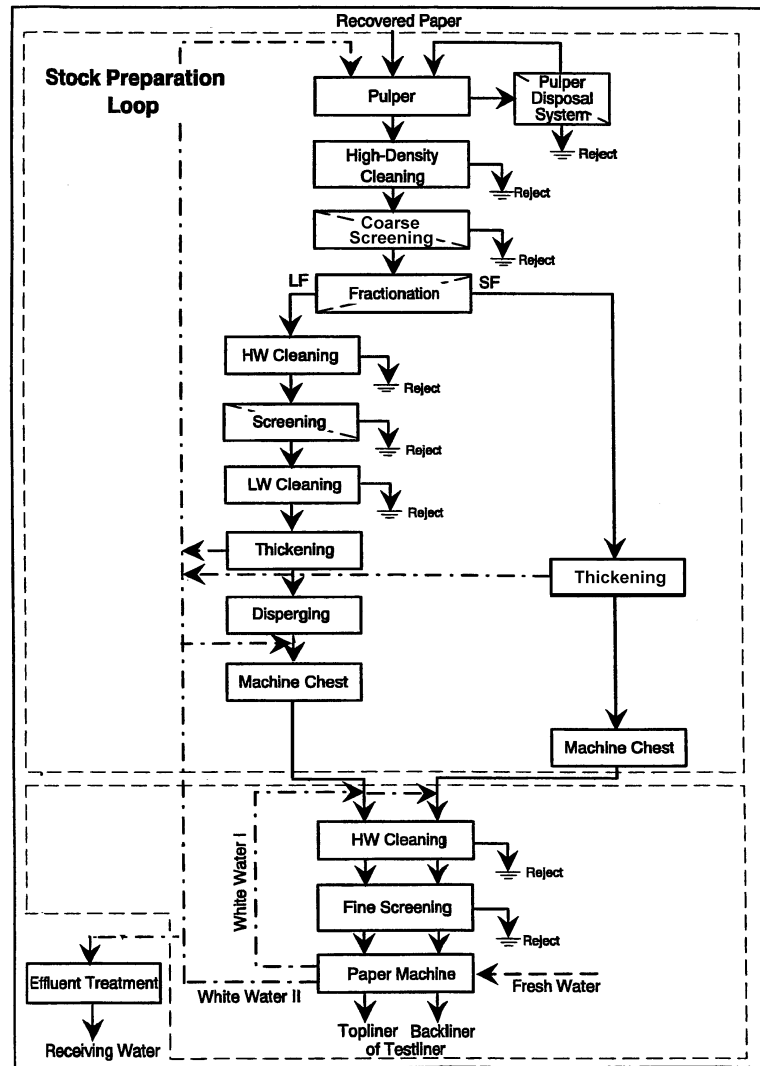 Recovered Paper
Stock Preparation
Loop
Pulper
Pulper
Disposal
System
Reject
High-Density
Cleaning
Reject
Coarse
Screening
Reject
LF
Fractionation
SF
HW Cleaning
Reject
Screening
Reject
LW Cleaning
Reject
Thickening
Thickening
Disperging
Machine Chest
Machine Chest
White Water I
HW Cleaning
Reject
Fine Screening
Reject
Effluent Treatment
Paper Machine
White Water II
Fresh Water
Topliner Backliner
of Testliner
Receiving Water